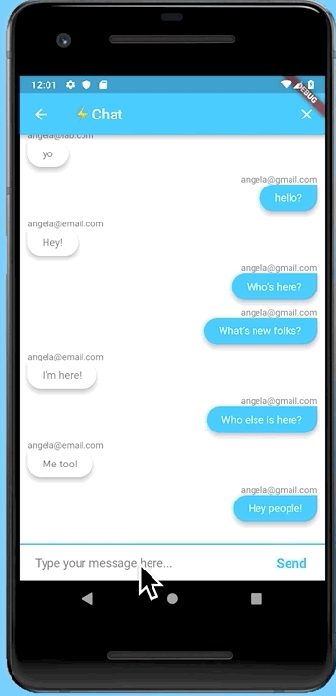 12:01
DEBUG
⚡Chat
angela@lab.com
yo
angela@gmail.com
hello?
angela@email.com
Hey!
angela@gmail.com
Who's here?
angela@gmail.com
What's new folks?
angela@email.com
I'm here!
angela@gmail.com
Who else is here?
angela@email.com
Me too!
angela@gmail.com
Hey people!
Type your message here... Send